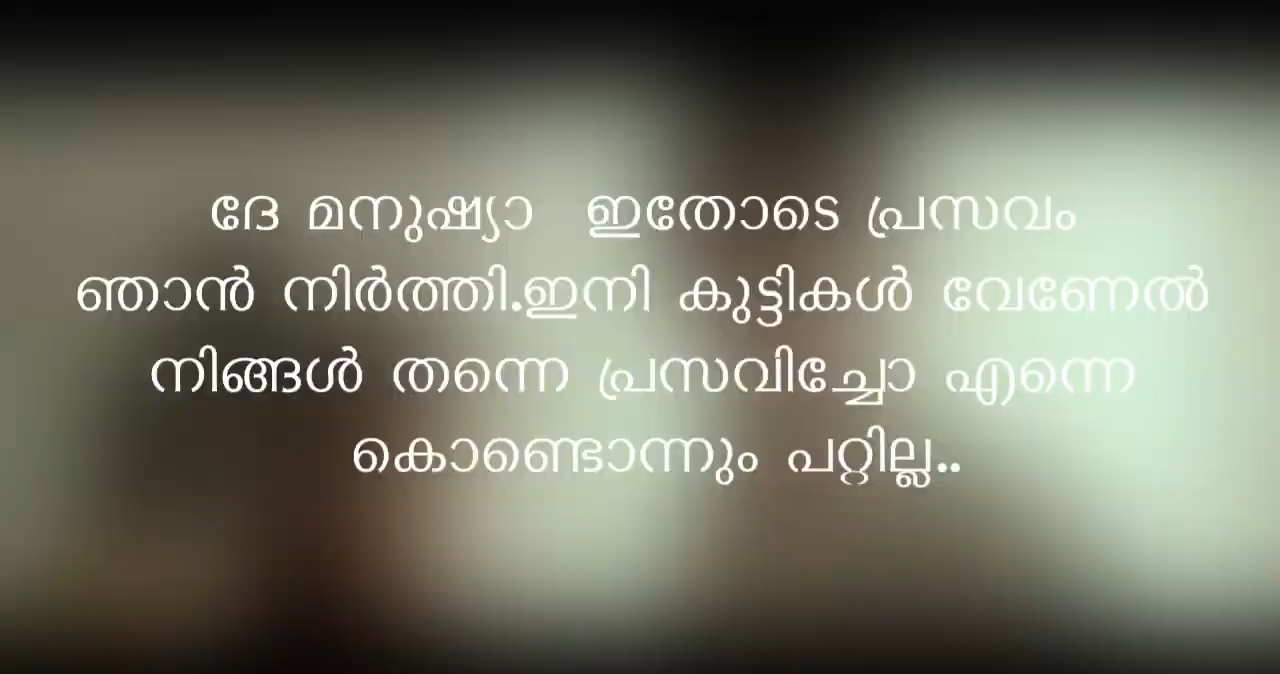 ദേ മനുഷ്യാ ഇതോടെ പ്രസവം
ഞാൻ നിർത്തി.ഇനി കുട്ടികൾ വേണേൽ
നിങ്ങൾ തന്നെ പ്രസവിച്ചോ എന്നെ
കൊണ്ടൊന്നും പറ്റില്ല..